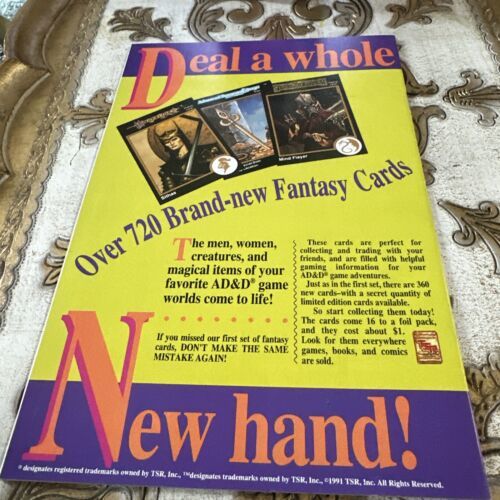 Deal a whole
Sithas
Mind Flayer
Over 720 Brand-new Fantasy Cards
The men, women,
creatures, and
magical items of your
favorite AD&D® game
worlds come to life!
If you missed our first set of fantasy
cards, DON'T MAKE THE SAME
MISTAKE AGAIN!
These cards are perfect for
collecting and trading with your
friends, and are filled with helpful
gaming information for your
AD&D® game adventures.
Just as in the first set, there are 360
new cards–with a secret quantity of
limited edition cards available.
So start collecting them today!
The cards come 16 to a foil pack,
and they cost about $1.
Look for them everywhere
games, books, and comics
are sold.
New hand!
® designates registered trademarks owned by TSR, Inc., ™designates trademarks owned by TSR, Inc., ©1991 TSR, Inc. All Rights Reserved.